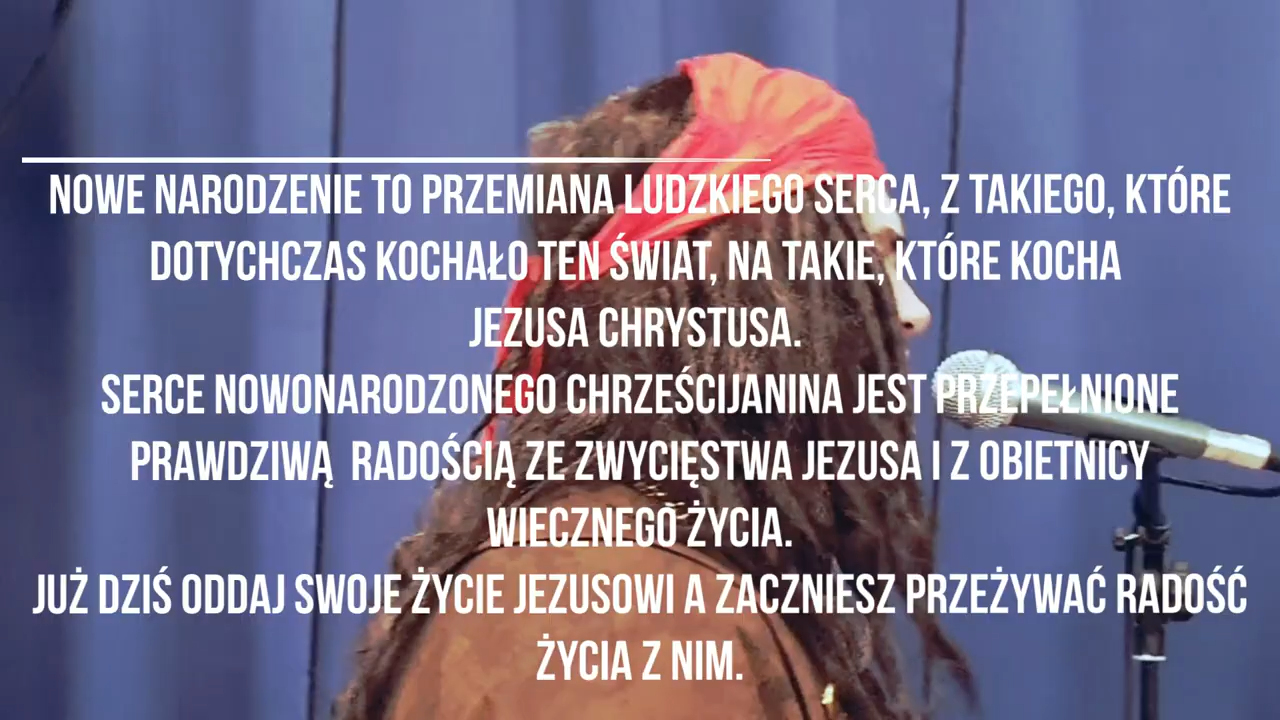 NOWE NARODZENIE TO PRZEMIANA LUDZKIEGO SERCA, Z TAKIEGO, KTÓRE
DOTYCHCZAS KOCHAŁO TEN ŚWIAT, NA TAKIE, KTÓRE KOCHA
JEZUSA CHRYSTUSA.
SERCE NOWONARODZONEGO CHRZEŚCIJANINA JEST PRZEPEŁNIONE
PRAWDZIWĄ RADOŚCIĄ ZE ZWYCIĘSTWA JEZUSA I Z OBIETNICY
WIECZNEGO ŻYCIA.
JUŻ DZIŚ ODDAJ SWOJE ŻYCIE JEZUSOWI A ZACZNIESZ PRZEŻYWAĆ RADOŚĆ
ŻYCIA Z NIM.